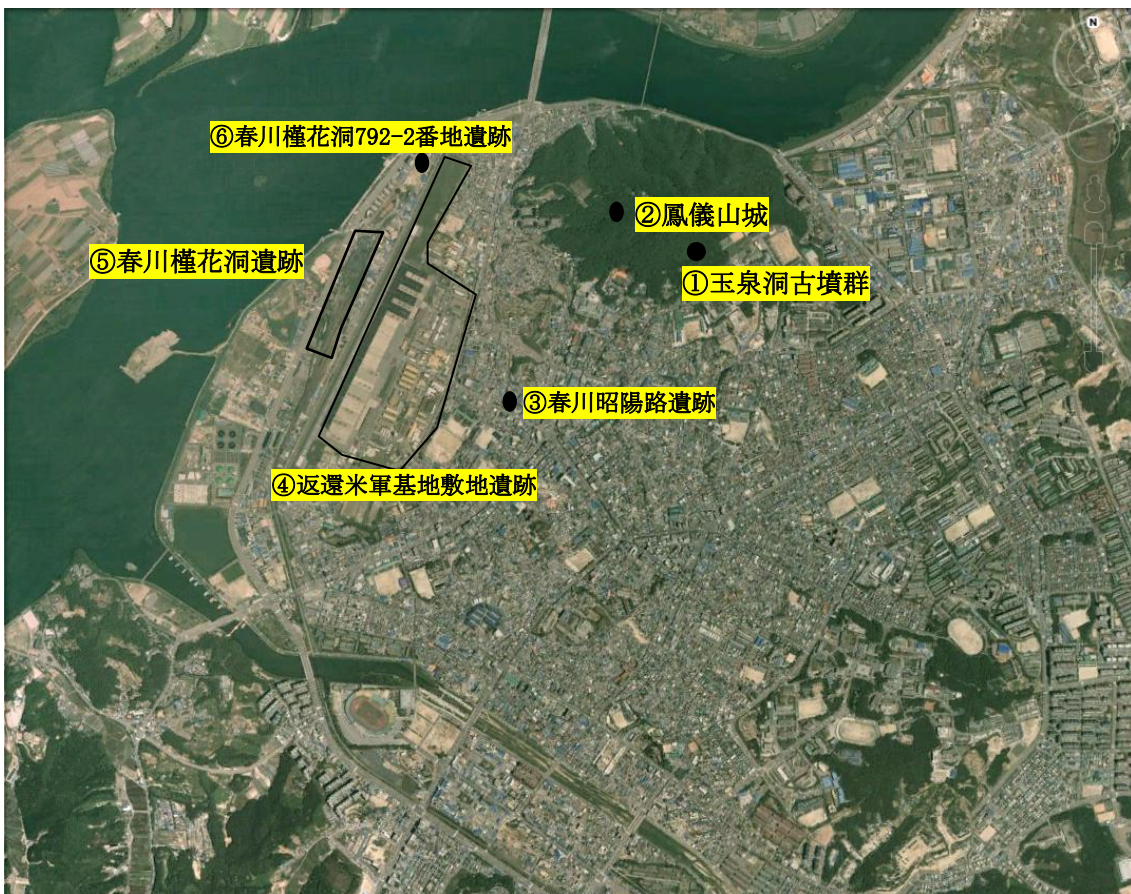 ⑥春川槿花洞792-2番地遺跡
②鳳儀山城
⑤春川槿花洞遺跡
①玉泉洞古墳群
③春川昭陽路遺跡
④返還米軍基地敷地遺跡
N